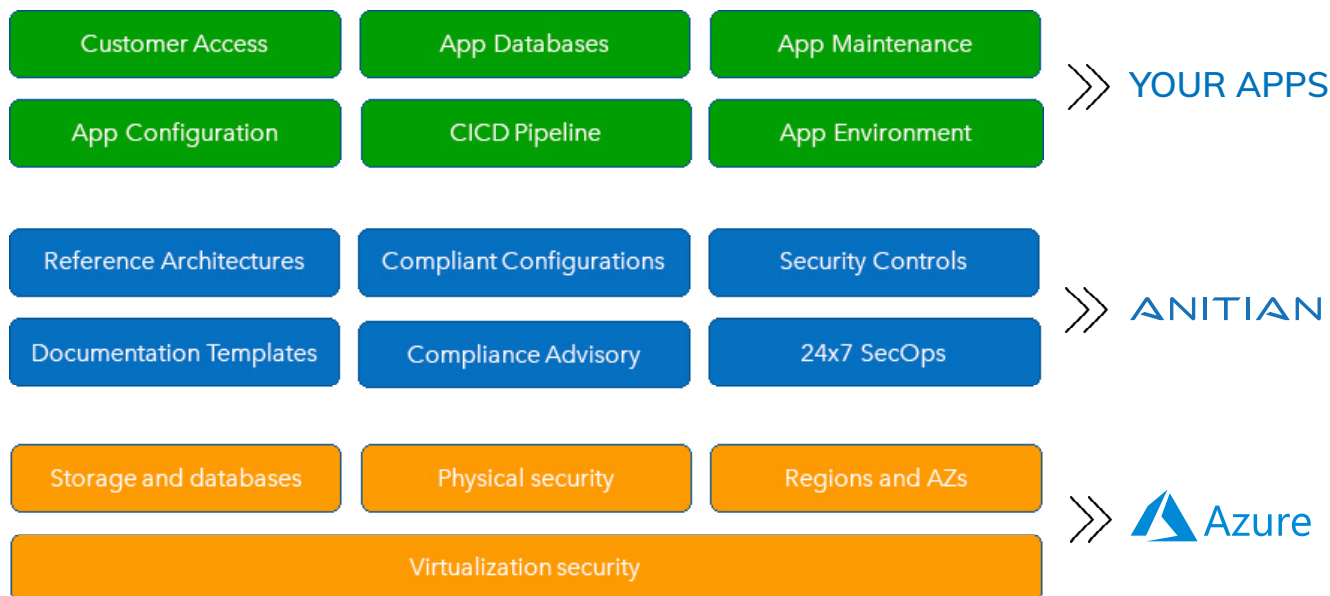 Customer Access
App Databases
App Maintenance
App Configuration
CICD Pipeline
App Environment
YOUR APPS
Reference Architectures
Compliant Configurations
Security Controls
Documentation Templates
Compliance Advisory
24x7 SecOps
ANITIAN
Storage and databases
Physical security
Regions and AZs
Virtualization security
Azure